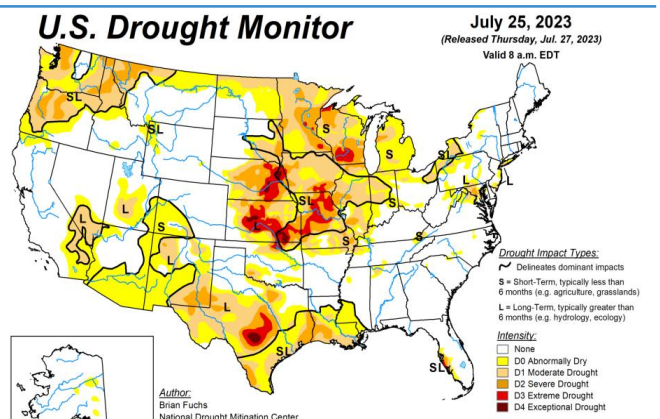 U.S. Drought Monitor
July 25, 2023
(Released Thursday, Jul. 27, 2023)
Valid 8 a.m. EDT
SL
SL
S
S
SL
L
S
L
L
S
L
SL
S
S
S
L
L
SL
SL
Drought Impact Types:
Delineates dominant impacts
S = Short-Term, typically less than
6 months (e.g. agriculture, grasslands)
L = Long-Term, typically greater than
6 months (e.g. hydrology, ecology)
Intensity:
None
D0 Abnormally Dry
D1 Moderate Drought
D2 Severe Drought
D3 Extreme Drought
D4 Exceptional Drought
Author:
Brian Fuchs
National Drought Mitigation Center